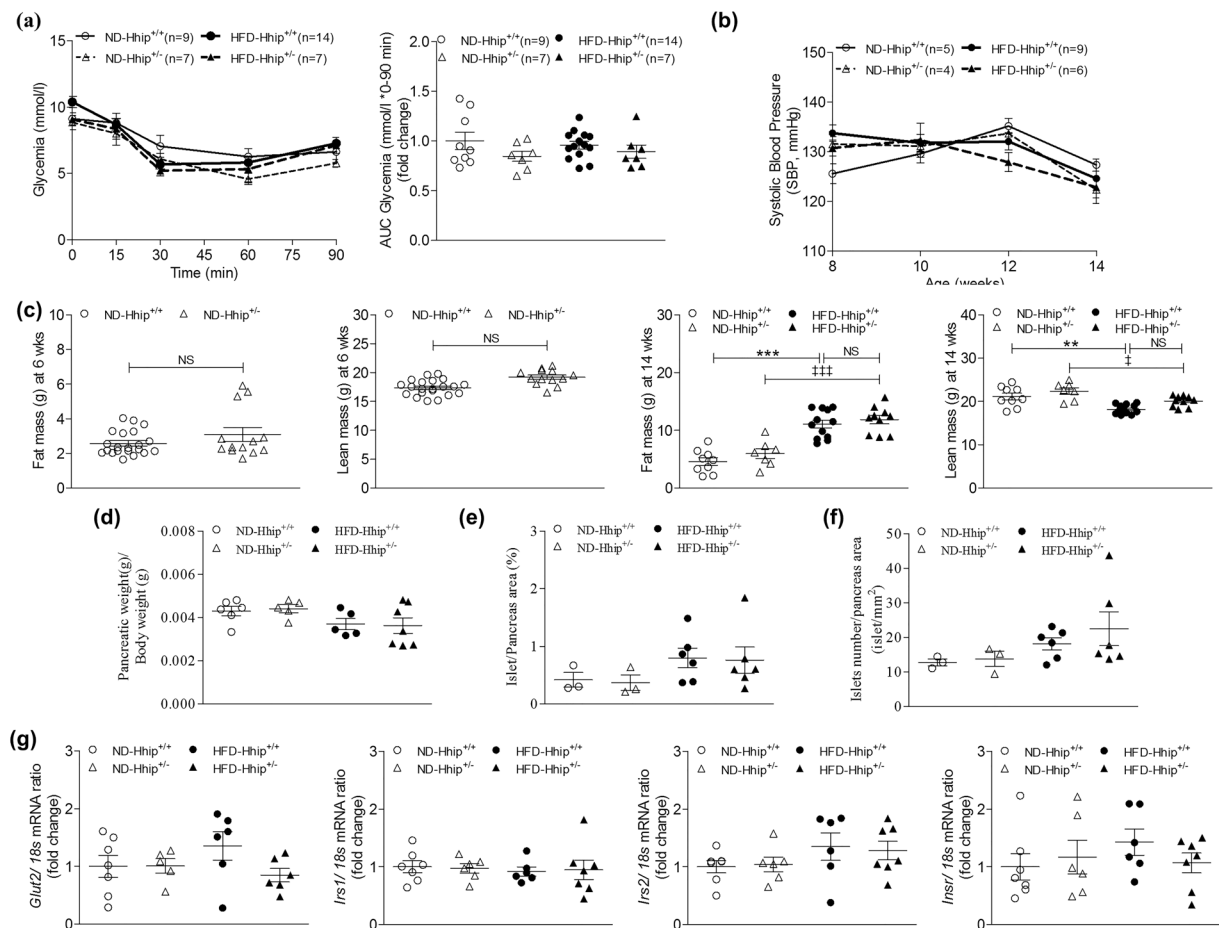 (a)
ND-Hhip+/+(n=9) HFD-Hhip+/+(n=14)
ND-Hhip+/-(n=7) HFD-Hhip+/-(n=7)
Glycemia (mmol/l)
15
10
5
0
0 15 30 45 60 75 90
Time (min)
ND-Hhip+/+(n=9) HFD-Hhip+/+(n=14)
ND-Hhip+/-(n=7) HFD-Hhip+/-(n=7)
AUC Glycemia (mmol/l *0-90 min)
(fold change)
2.0
1.5
1.0
0.5
0.0
(b)
ND-Hhip+/+(n=5) HFD-Hhip+/+(n=9)
ND-Hhip+/-(n=4) HFD-Hhip+/-(n=6)
Systolic Blood Pressure
(SBP, mmHg)
150
140
130
120
110
8 10 12 14
Age (weeks)
(c)
ND-Hhip+/+ ND-Hhip+/-
Fat mass (g) at 6 wks
10
8
6
4
2
0
NS
ND-Hhip+/+ ND-Hhip+/-
Lean mass (g) at 6 wks
30
25
20
15
10
5
0
NS
ND-Hhip+/+ HFD-Hhip+/+
ND-Hhip+/- HFD-Hhip+/-
Fat mass (g) at 14 wks
20
15
10
5
0
*** NS
‡‡‡
ND-Hhip+/+ HFD-Hhip+/+
ND-Hhip+/- HFD-Hhip+/-
Lean mass (g) at 14 wks
40
30
20
10
0
** NS
‡
(d)
ND-Hhip+/+ HFD-Hhip+/+
ND-Hhip+/- HFD-Hhip+/-
Pancreatic weight(g)/
Body weight (g)
0.008
0.006
0.004
0.002
0.000
(e)
ND-Hhip+/+ HFD-Hhip+/+
ND-Hhip+/- HFD-Hhip+/-
Islet/Pancreas area (%)
3
2
1
0
(f)
ND-Hhip+/+ HFD-Hhip+/+
ND-Hhip+/- HFD-Hhip+/-
Islets number/pancreas area
(islet/mm2)
50
40
30
20
10
0
(g)
ND-Hhip+/+ HFD-Hhip+/+
ND-Hhip+/- HFD-Hhip+/-
Glut2/ 18s mRNA ratio
(fold change)
3
2
1
0
ND-Hhip+/+ HFD-Hhip+/+
ND-Hhip+/- HFD-Hhip+/-
Irs1/ 18s mRNA ratio
(fold change)
3
2
1
0
ND-Hhip+/+ HFD-Hhip+/+
ND-Hhip+/- HFD-Hhip+/-
Irs2/ 18s mRNA ratio
(fold change)
3
2
1
0
ND-Hhip+/+ HFD-Hhip+/+
ND-Hhip+/- HFD-Hhip+/-
Insr/ 18s mRNA ratio
(fold change)
3
2
1
0